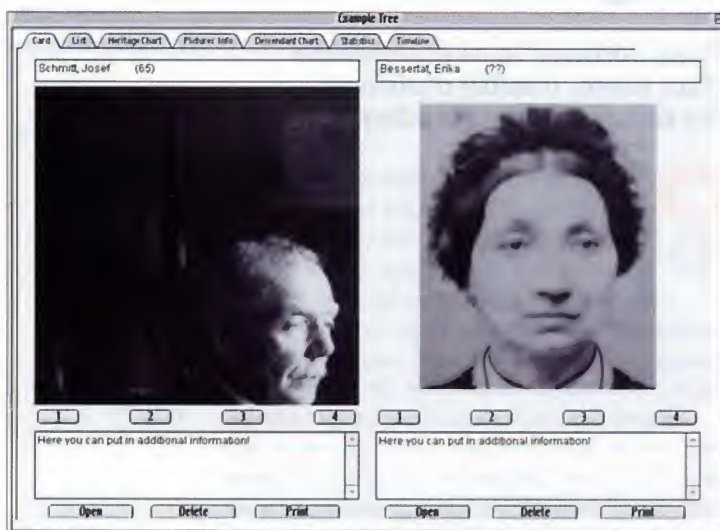 Example Tree
Card List Heritage Chart Pictures Info Descendant Chart Statistics Timeline
Schmitt, Josef (65)
Bessertat, Erika (??)
1 2 3 4
1 2 3 4
Here you can put in additional information!
Here you can put in additional information!
Open Delete Print
Open Delete Print